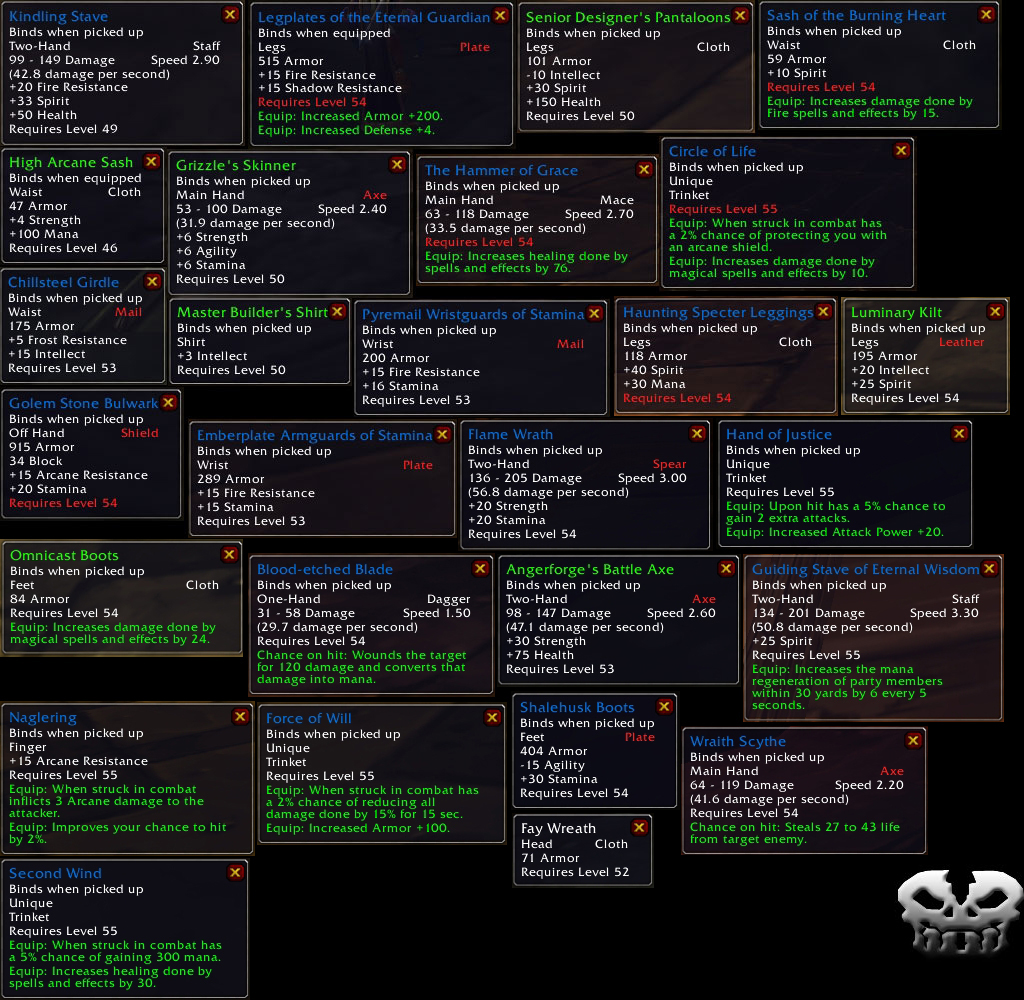 Kindling Stave
Binds when picked up
Two-Hand Staff
99 - 149 Damage Speed 2.90
(42.8 damage per second)
+20 Fire Resistance
+33 Spirit
+50 Health
Requires Level 49
Legplates of the Eternal Guardian
Binds when equipped
Legs Plate
515 Armor
+15 Fire Resistance
+15 Shadow Resistance
Requires Level 54
Equip: Increased Armor +200.
Equip: Increased Defense +4.
Senior Designer's Pantaloons
Binds when picked up
Legs Cloth
101 Armor
-10 Intellect
+30 Spirit
+150 Health
Requires Level 50
Sash of the Burning Heart
Binds when picked up
Waist Cloth
59 Armor
+10 Spirit
Requires Level 54
Equip: Increases damage done by
Fire spells and effects by 15.
High Arcane Sash
Binds when equipped
Waist Cloth
47 Armor
+4 Strength
+100 Mana
Requires Level 46
Grizzle's Skinner
Binds when picked up
Main Hand Axe
53 - 100 Damage Speed 2.40
(31.9 damage per second)
+6 Strength
+6 Agility
+6 Stamina
Requires Level 50
The Hammer of Grace
Binds when picked up
Main Hand Mace
63 - 118 Damage Speed 2.70
(33.5 damage per second)
Requires Level 54
Equip: Increases healing done by
spells and effects by 76.
Circle of Life
Binds when picked up
Unique
Trinket
Requires Level 55
Equip: When struck in combat has
a 2% chance of protecting you with
an arcane shield.
Equip: Increases damage done by
magical spells and effects by 10.
Chillsteel Girdle
Binds when picked up
Waist Mail
175 Armor
+5 Frost Resistance
+15 Intellect
Requires Level 53
Master Builder's Shirt
Binds when picked up
Shirt
+3 Intellect
Requires Level 50
Pyremail Wristguards of Stamina
Binds when picked up
Wrist Mail
200 Armor
+15 Fire Resistance
+16 Stamina
Requires Level 53
Haunting Specter Leggings
Binds when picked up
Legs Cloth
118 Armor
+40 Spirit
+30 Mana
Requires Level 54
Luminary Kilt
Binds when picked up
Legs Leather
195 Armor
+20 Intellect
+25 Spirit
Requires Level 54
Golem Stone Bulwark
Binds when picked up
Off Hand Shield
915 Armor
34 Block
+15 Arcane Resistance
+20 Stamina
Requires Level 54
Emberplate Armguards of Stamina
Binds when picked up
Wrist Plate
289 Armor
+15 Fire Resistance
+15 Stamina
Requires Level 53
Flame Wrath
Binds when picked up
Two-Hand Spear
136 - 205 Damage Speed 3.00
(56.8 damage per second)
+20 Strength
+20 Stamina
Requires Level 54
Hand of Justice
Binds when picked up
Unique
Trinket
Requires Level 55
Equip: Upon hit has a 5% chance to
gain 2 extra attacks.
Equip: Increased Attack Power +20.
Omnicast Boots
Binds when picked up
Feet Cloth
84 Armor
Requires Level 54
Equip: Increases damage done by
magical spells and effects by 24.
Blood-etched Blade
Binds when picked up
One-Hand Dagger
31 - 58 Damage Speed 1.50
(29.7 damage per second)
Requires Level 54
Chance on hit: Wounds the target
for 120 damage and converts that
damage into mana.
Angerforge's Battle Axe
Binds when picked up
Two-Hand Axe
98 - 147 Damage Speed 2.60
(47.1 damage per second)
+30 Strength
+75 Health
Requires Level 53
Guiding Stave of Eternal Wisdom
Binds when picked up
Two-Hand Staff
134 - 201 Damage Speed 3.30
(50.8 damage per second)
+25 Spirit
Requires Level 55
Equip: Increases the mana
regeneration of party members
within 30 yards by 6 every 5
seconds.
Naglering
Binds when picked up
Finger
+15 Arcane Resistance
Requires Level 55
Equip: When struck in combat
inflicts 3 Arcane damage to the
attacker.
Equip: Improves your chance to hit
by 2%.
Force of Will
Binds when picked up
Unique
Trinket
Requires Level 55
Equip: When struck in combat has
a 2% chance of reducing all
damage done by 15% for 15 sec.
Equip: Increased Armor +100.
Shalehusk Boots
Binds when picked up
Feet Plate
404 Armor
-15 Agility
+30 Stamina
Requires Level 54
Wraith Scythe
Binds when picked up
Main Hand Axe
64 - 119 Damage Speed 2.20
(41.6 damage per second)
Requires Level 54
Chance on hit: Steals 27 to 43 life
from target enemy.
Fay Wreath
Head Cloth
71 Armor
Requires Level 52
Second Wind
Binds when picked up
Unique
Trinket
Requires Level 55
Equip: When struck in combat has
a 5% chance of gaining 300 mana.
Equip: Increases healing done by
spells and effects by 30.